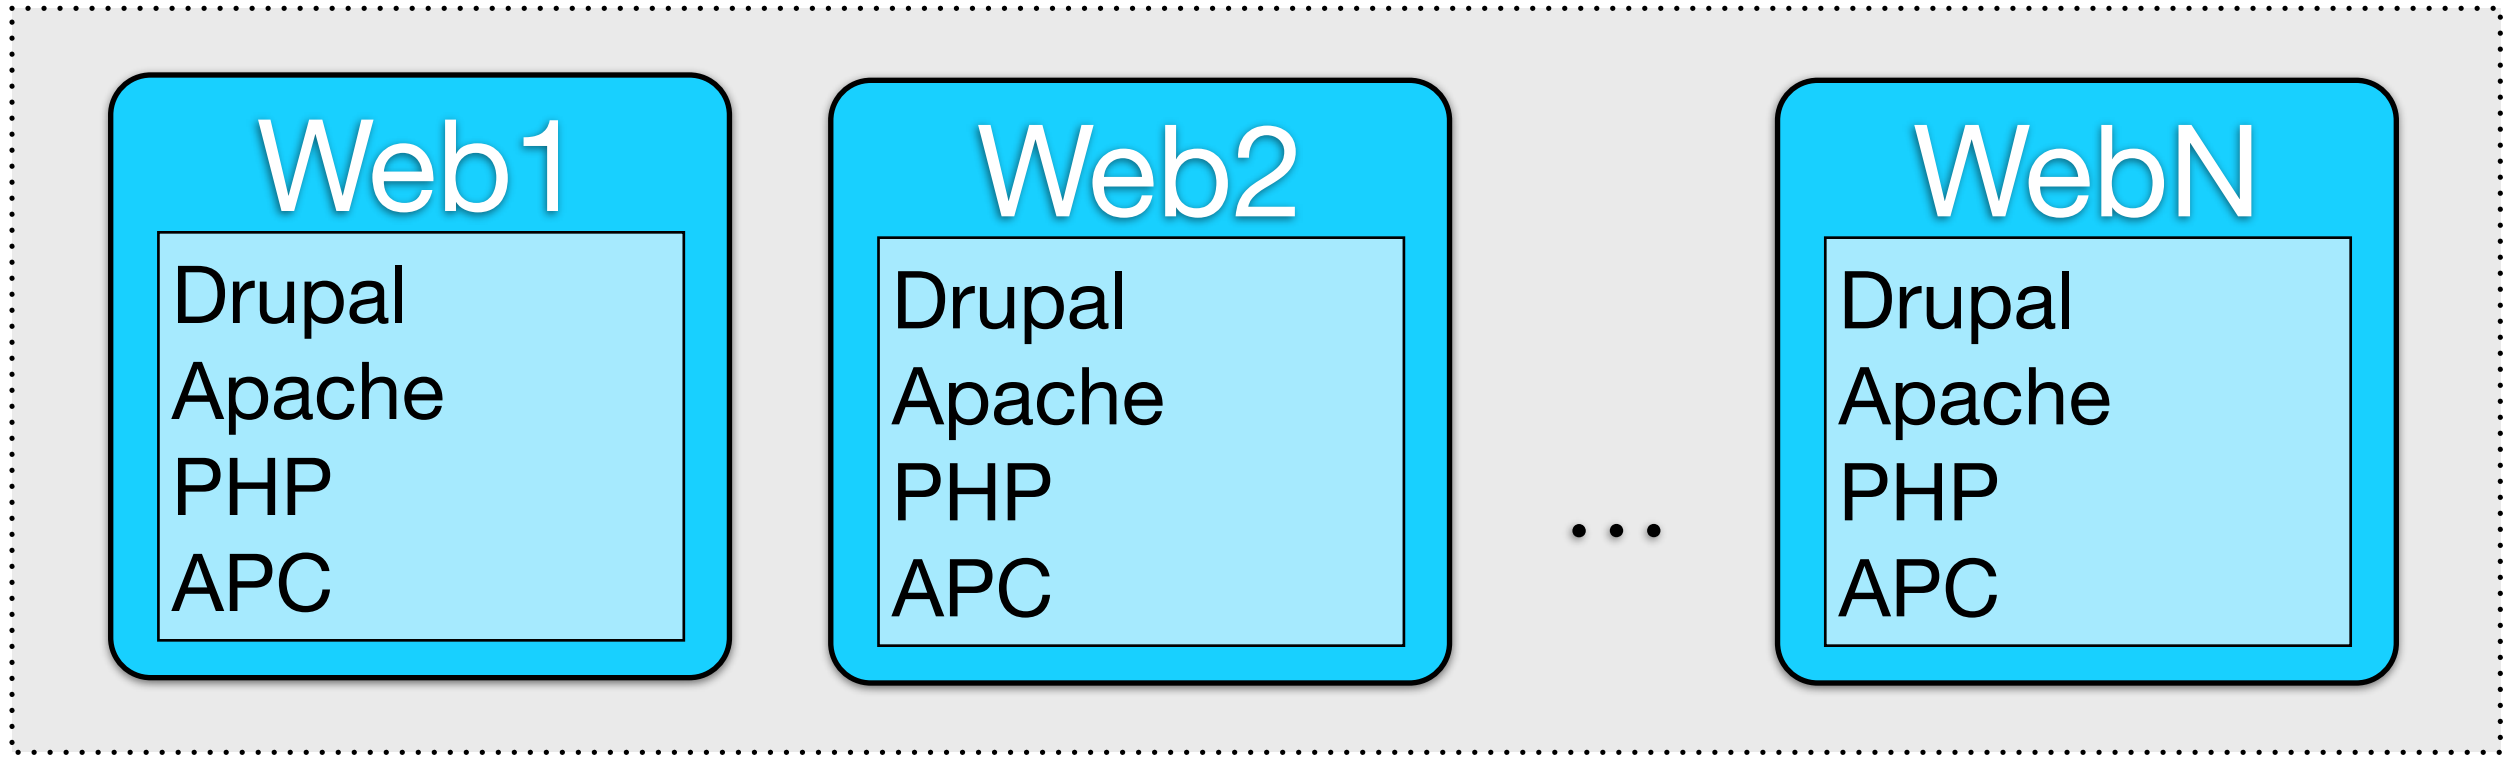 Web1
Drupal
Apache
PHP
APC
Web2
Drupal
Apache
PHP
APC
...
WebN
Drupal
Apache
PHP
APC